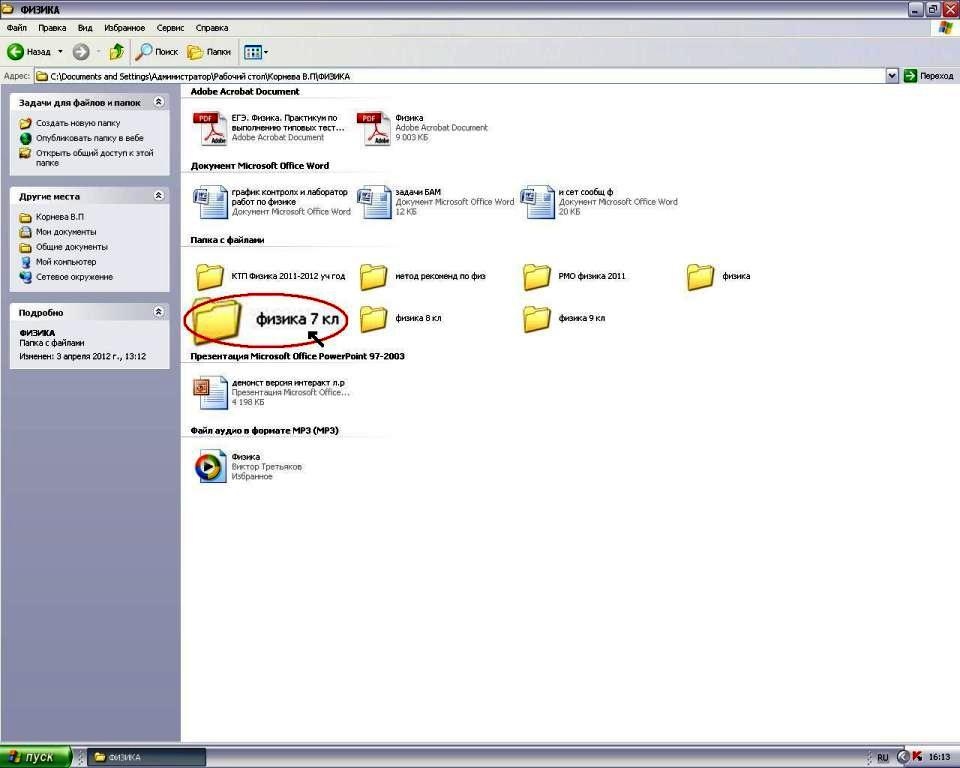 ФИЗИКА
Файл Правка Вид Избранное Сервис Справка
Назад Поиск Папки
Адрес: C:\Documents and Settings\Администратор\Рабочий стол\Корнева В.П\ФИЗИКА Переход
Задачи для файлов и папок
Создать новую папку
Опубликовать папку в вебе
Открыть общий доступ к этой
папке
Другие места
Корнева В.П
Мои документы
Общие документы
Мой компьютер
Сетевое окружение
Подробно
ФИЗИКА
Папка с файлами
Изменен: 3 апреля 2012 г., 13:12
Adobe Acrobat Document
PDF
Adobe
ЕГЭ. Физика. Практикум по
выполнению типовых тест...
Adobe Acrobat Document
PDF
Adobe
Физика
Adobe Acrobat Document
9 003 КБ
Документ Microsoft Office Word
график контролх и лаборатор
работ по физике
Документ Microsoft Office Word
задачи БАМ
Документ Microsoft Office Word
12 КБ
и сет сообщ ф
Документ Microsoft Office Word
20 КБ
Папка с файлами
КТП Физика 2011-2012 уч год
метод рекоменд по физ
РМО физика 2011
физика
физика 7 кл
физика 8 кл
физика 9 кл
Презентация Microsoft Office PowerPoint 97-2003
демонст версия интеракт л.р
Презентация Microsoft Office...
4 198 КБ
Файл аудио в формате MP3 (MP3)
Физика
Виктор Третьяков
Избранное
пуск ФИЗИКА RU 16:13